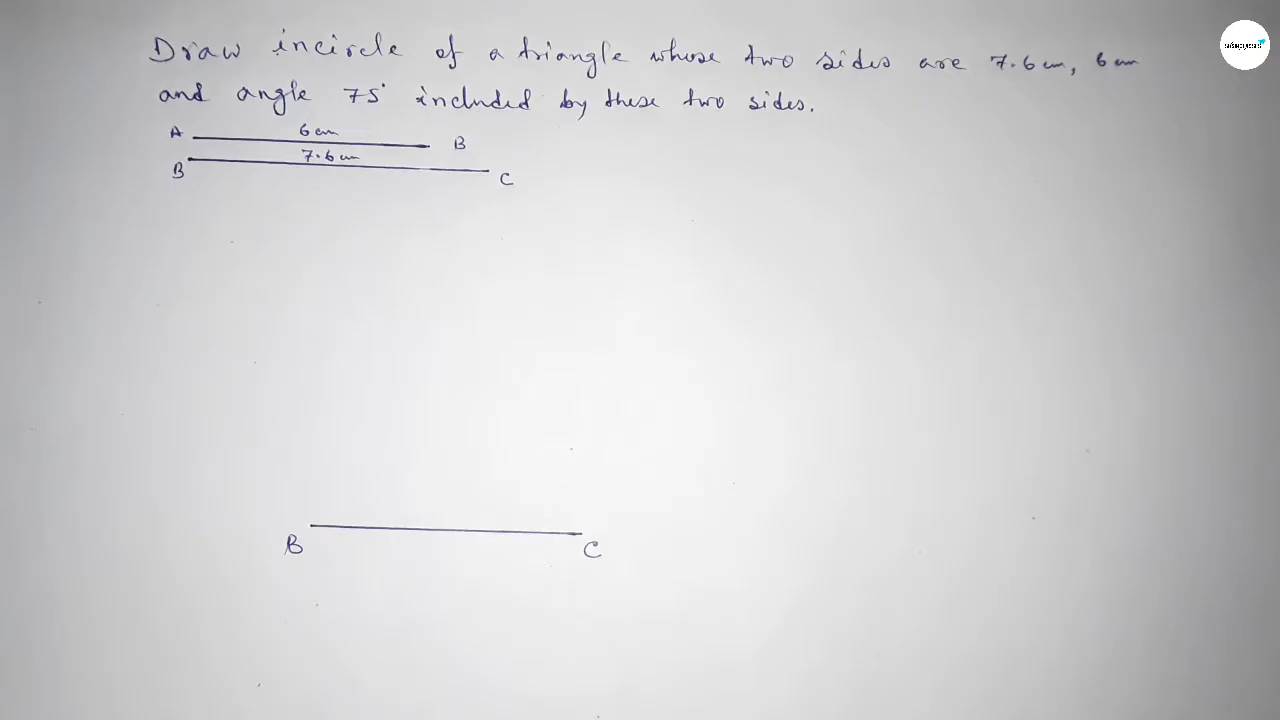 Draw incircle of a triangle whose two sides are 7.6 cm, 6 cm
and angle 75° included by these two sides.
A 6 cm B
B 7.6 cm C
B C